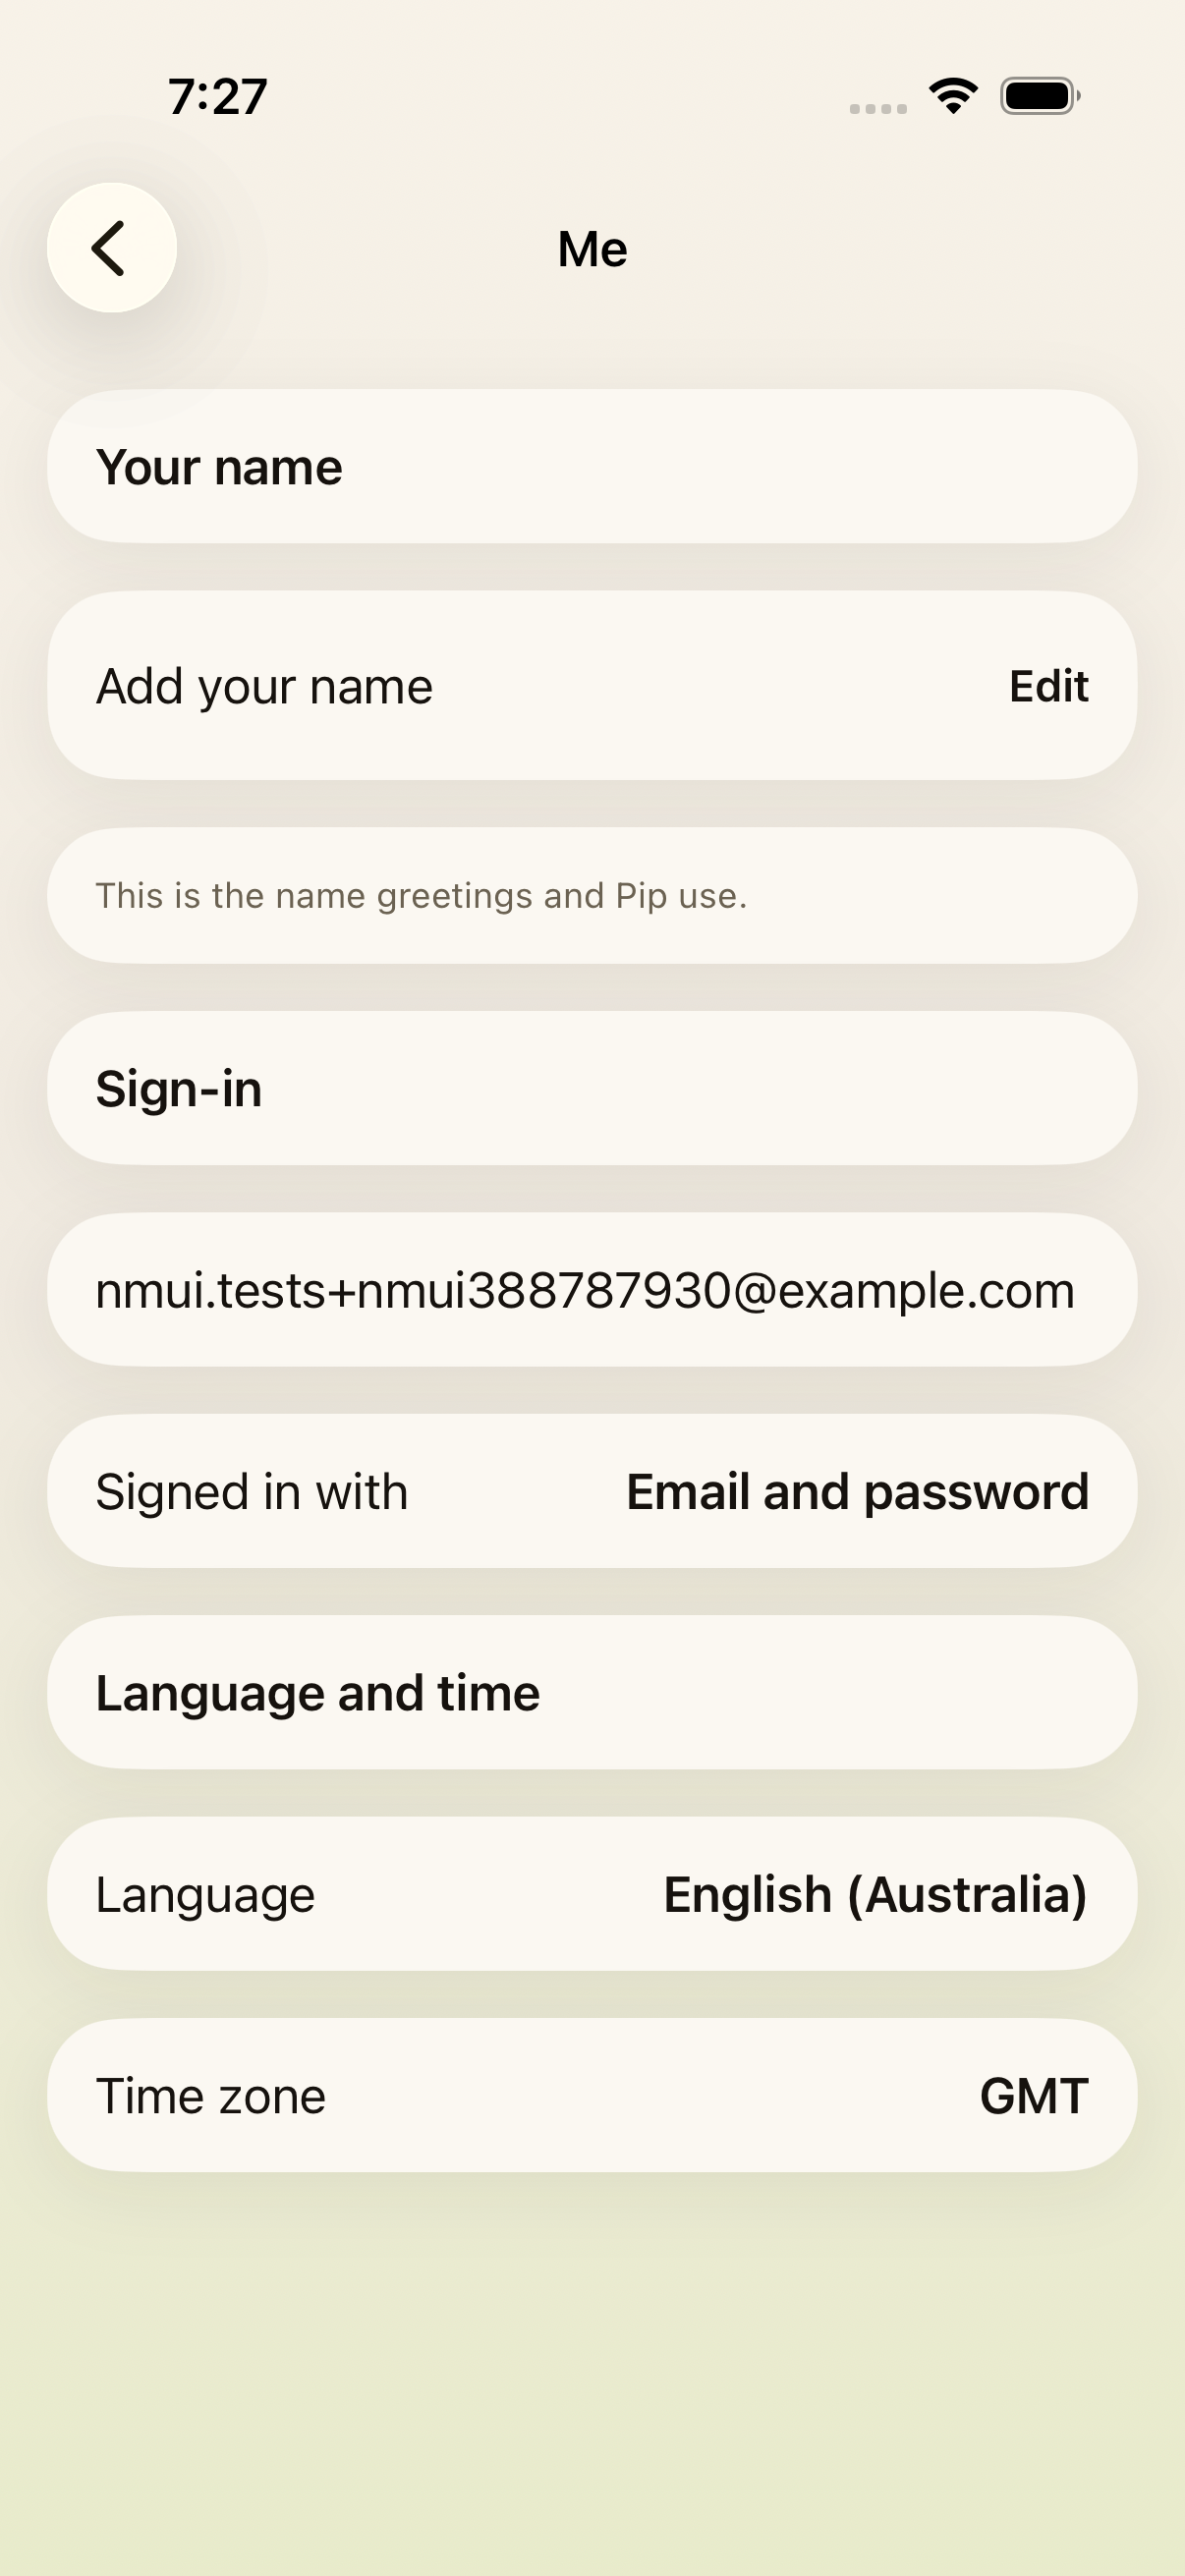 7:27
Me
Your name
Add your name
Edit
This is the name greetings and Pip use.
Sign-in
nmui.tests+nmui388787930@example.com
Signed in with
Email and password
Language and time
Language
English (Australia)
Time zone
GMT